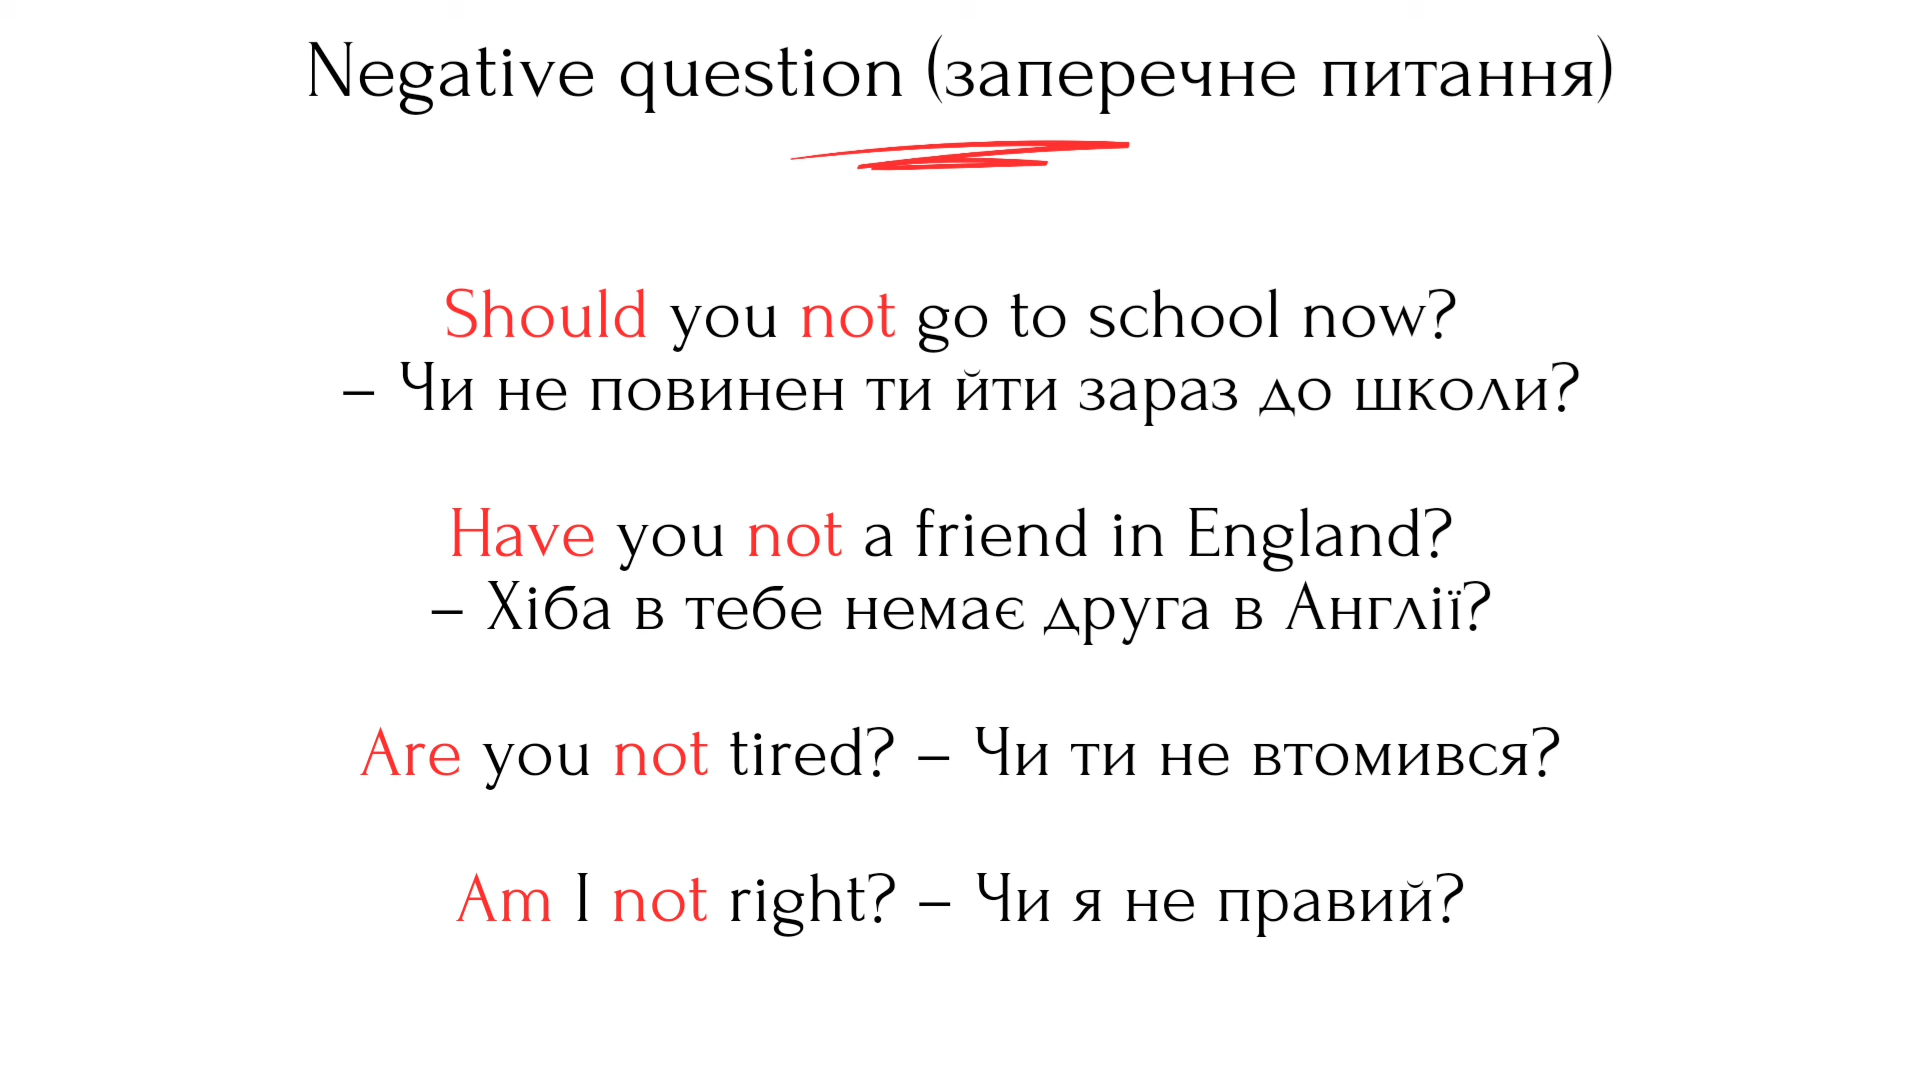 Negative question (заперечне питання)
Should you not go to school now?
– Чи не повинен ти йти зараз до школи?
Have you not a friend in England?
– Хіба в тебе немає друга в Англії?
Are you not tired? – Чи ти не втомився?
Am I not right? – Чи я не правий?